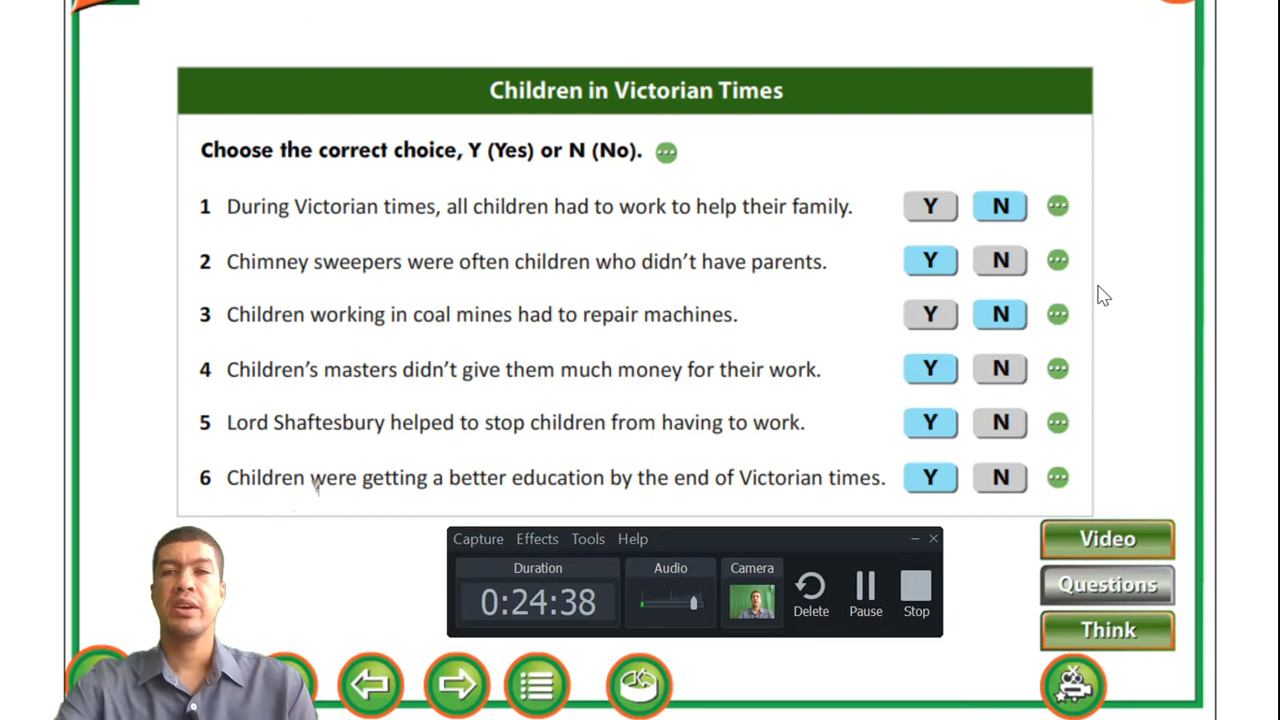 Children in Victorian Times
Choose the correct choice, Y (Yes) or N (No).
1 During Victorian times, all children had to work to help their family. Y N
2 Chimney sweepers were often children who didn't have parents. Y N
3 Children working in coal mines had to repair machines. Y N
4 Children's masters didn't give them much money for their work. Y N
5 Lord Shaftesbury helped to stop children from having to work. Y N
6 Children were getting a better education by the end of Victorian times. Y N
Capture Effects Tools Help
Duration Audio Camera
0:24:38
Delete Pause Stop
Video
Questions
Think